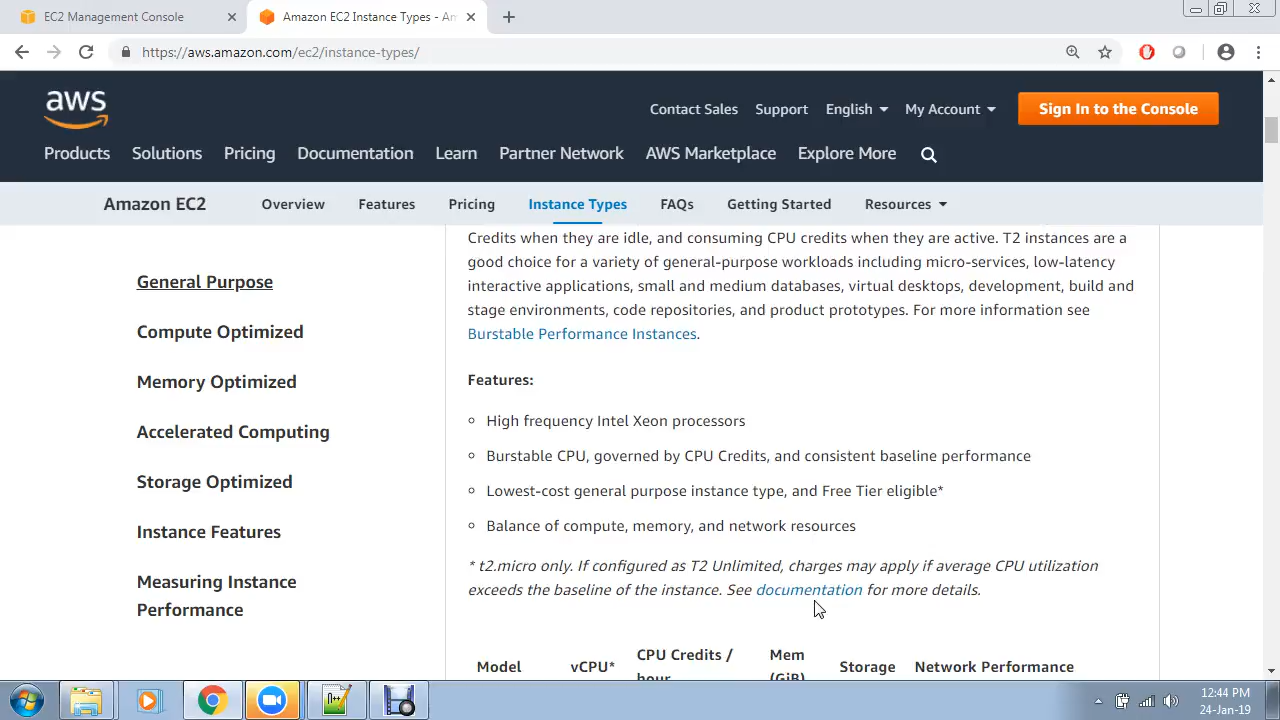 EC2 Management Console
Amazon EC2 Instance Types - Am
https://aws.amazon.com/ec2/instance-types/
aws
Contact Sales Support English My Account Sign In to the Console
Products Solutions Pricing Documentation Learn Partner Network AWS Marketplace Explore More
Amazon EC2 Overview Features Pricing Instance Types FAQs Getting Started Resources
General Purpose
Compute Optimized
Memory Optimized
Accelerated Computing
Storage Optimized
Instance Features
Measuring Instance
Performance
Credits when they are idle, and consuming CPU credits when they are active. T2 instances are a
good choice for a variety of general-purpose workloads including micro-services, low-latency
interactive applications, small and medium databases, virtual desktops, development, build and
stage environments, code repositories, and product prototypes. For more information see
Burstable Performance Instances.
Features:
High frequency Intel Xeon processors
Burstable CPU, governed by CPU Credits, and consistent baseline performance
Lowest-cost general purpose instance type, and Free Tier eligible*
Balance of compute, memory, and network resources
* t2.micro only. If configured as T2 Unlimited, charges may apply if average CPU utilization
exceeds the baseline of the instance. See documentation for more details.
Model vCPU* CPU Credits / hour Mem (GiB) Storage Network Performance
12:44 PM
24-Jan-19